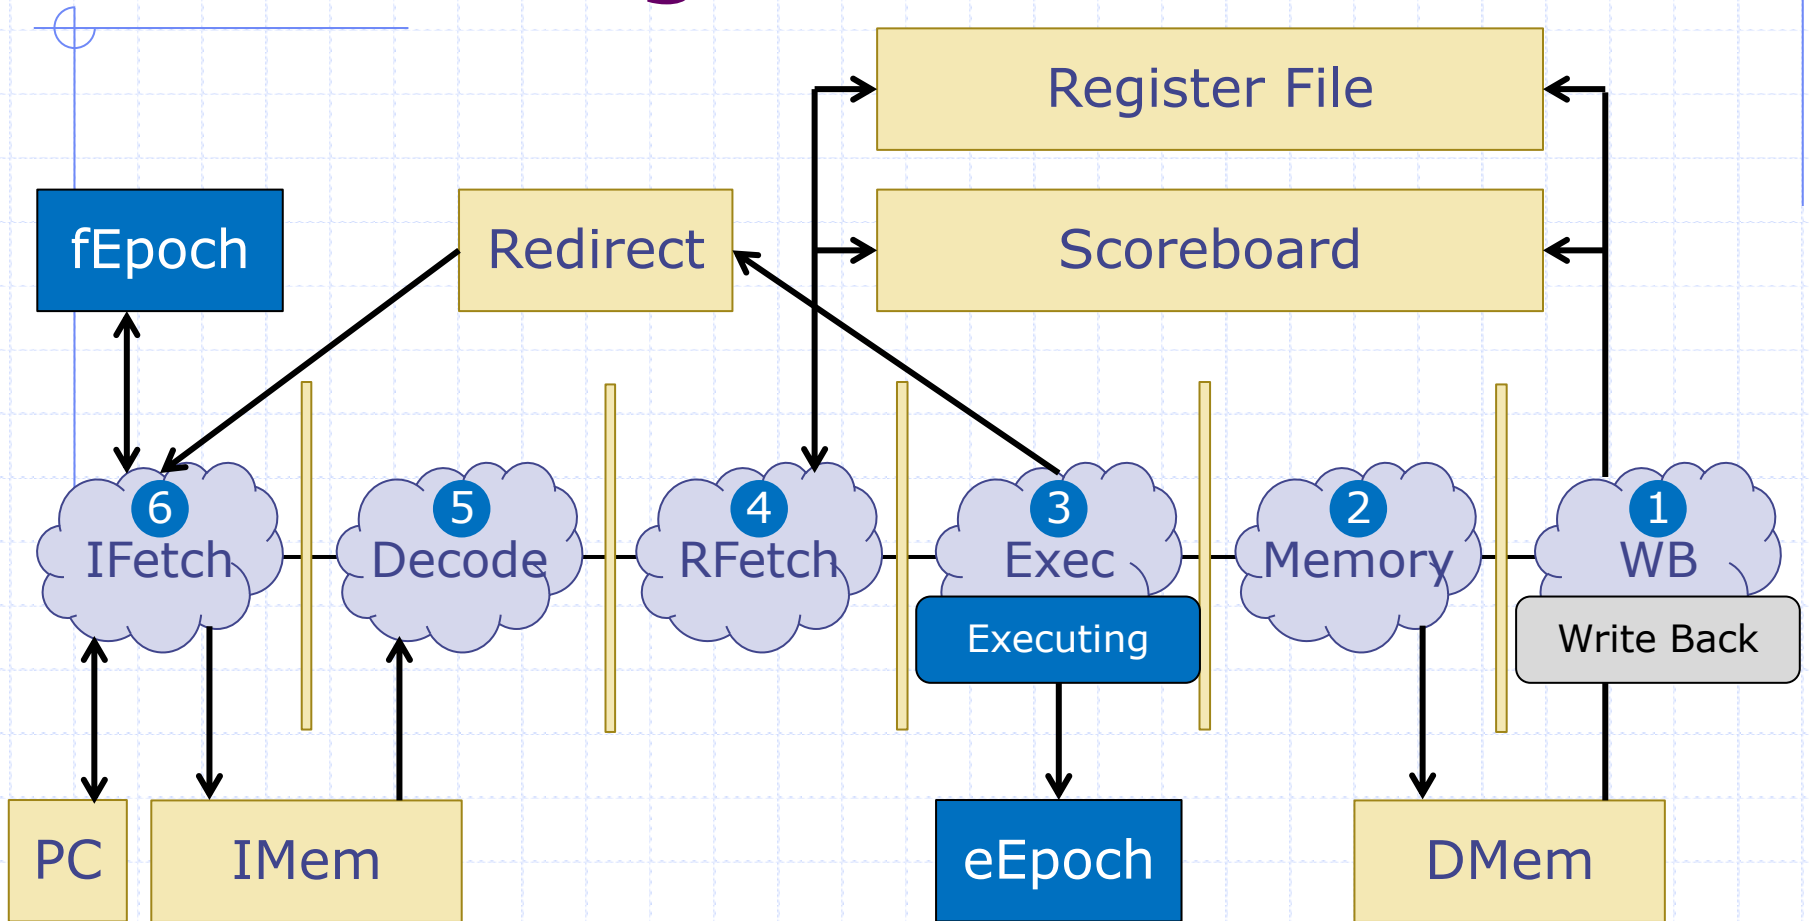 Register File
fEpoch
Redirect
Scoreboard
6
5
4
3
2
1
IFetch
Decode
RFetch
Exec
Memory
WB
Executing
Write Back
PC
IMem
eEpoch
DMem